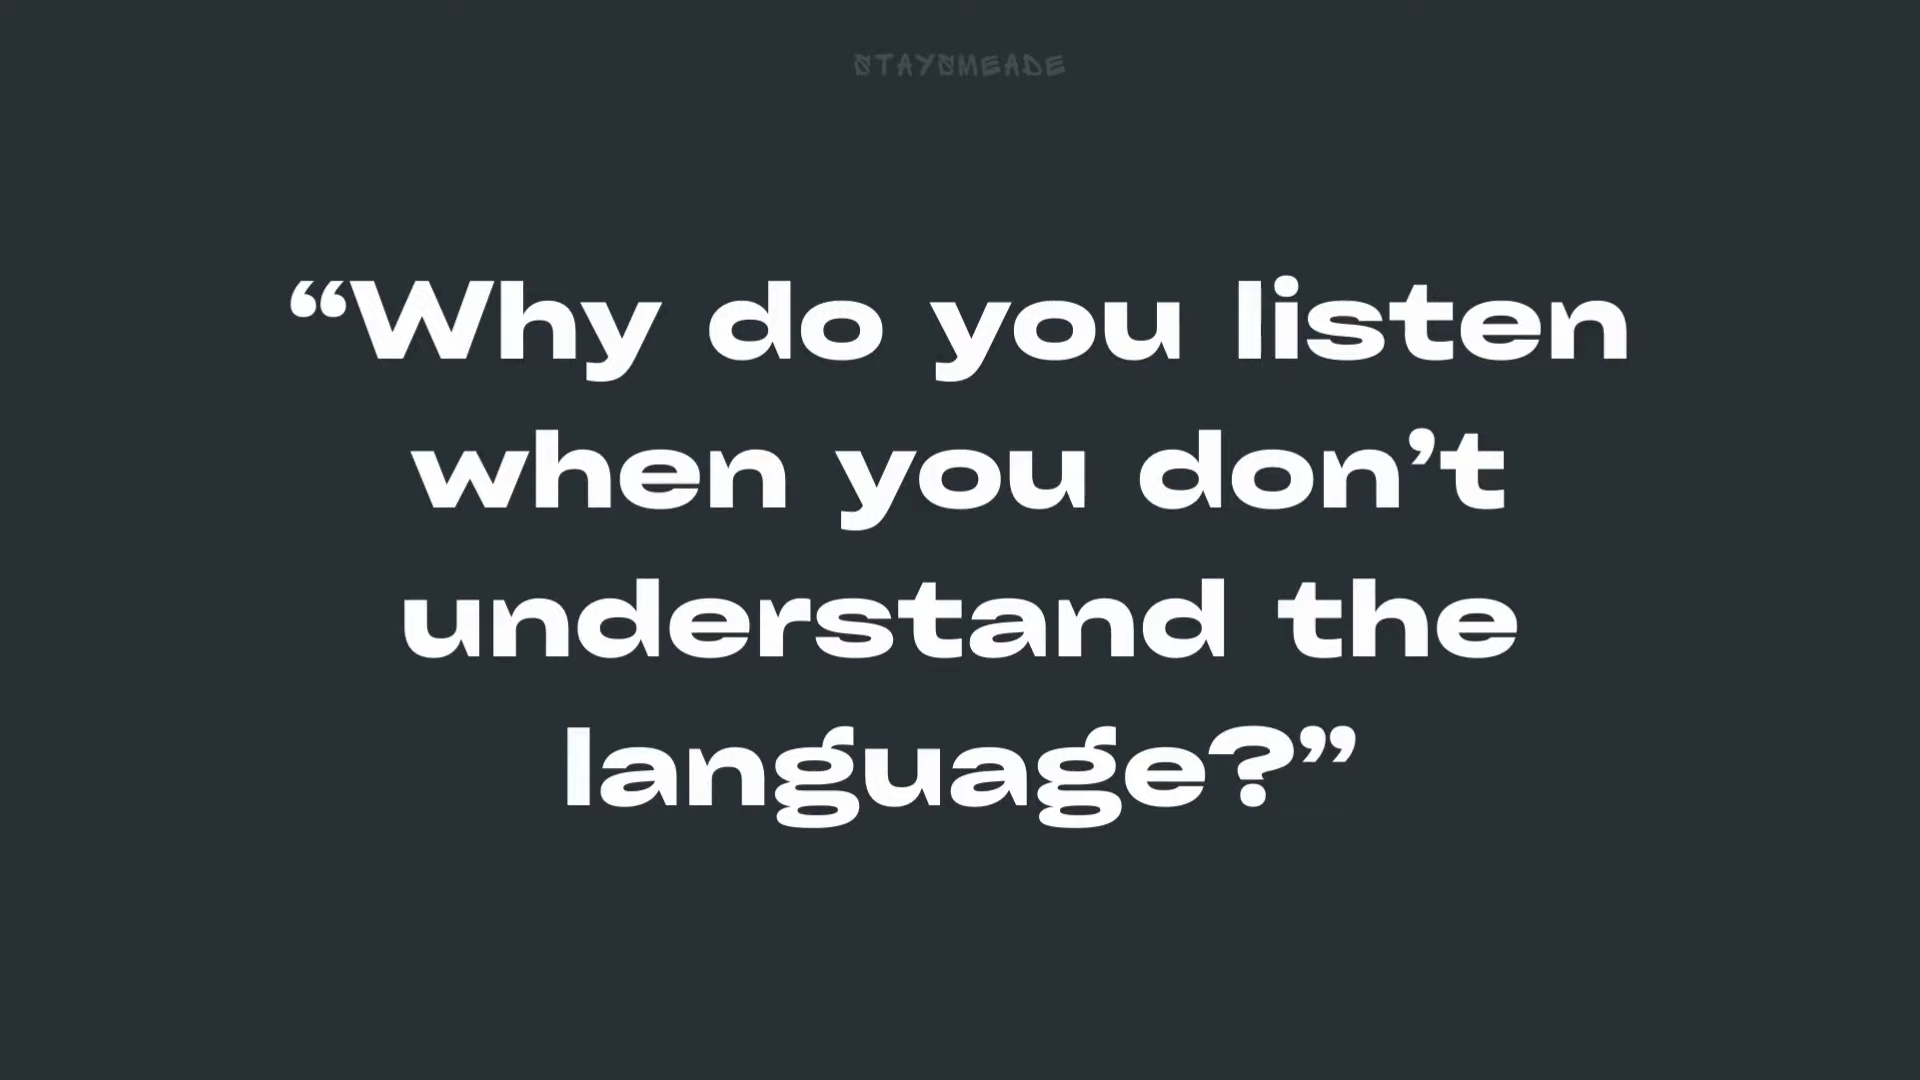 STAYSMEADE
“Why do you listen
when you don’t
understand the
language?”